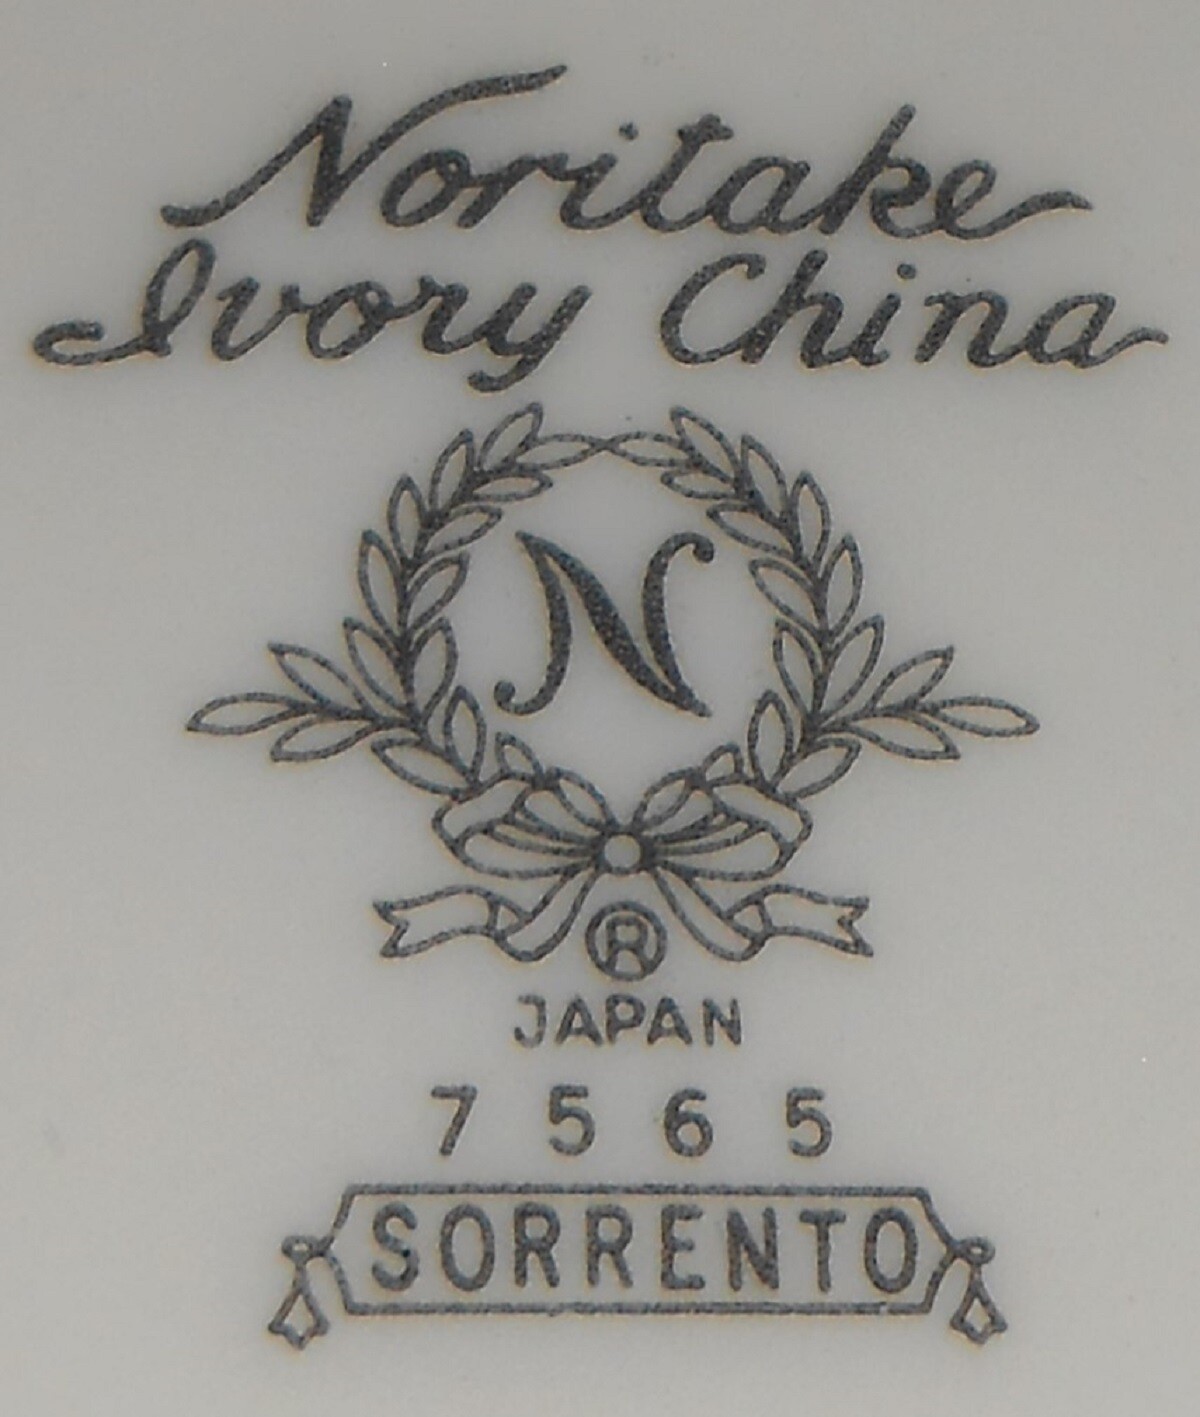 Noritake
Ivory China
N
®
JAPAN
7565
SORRENTO